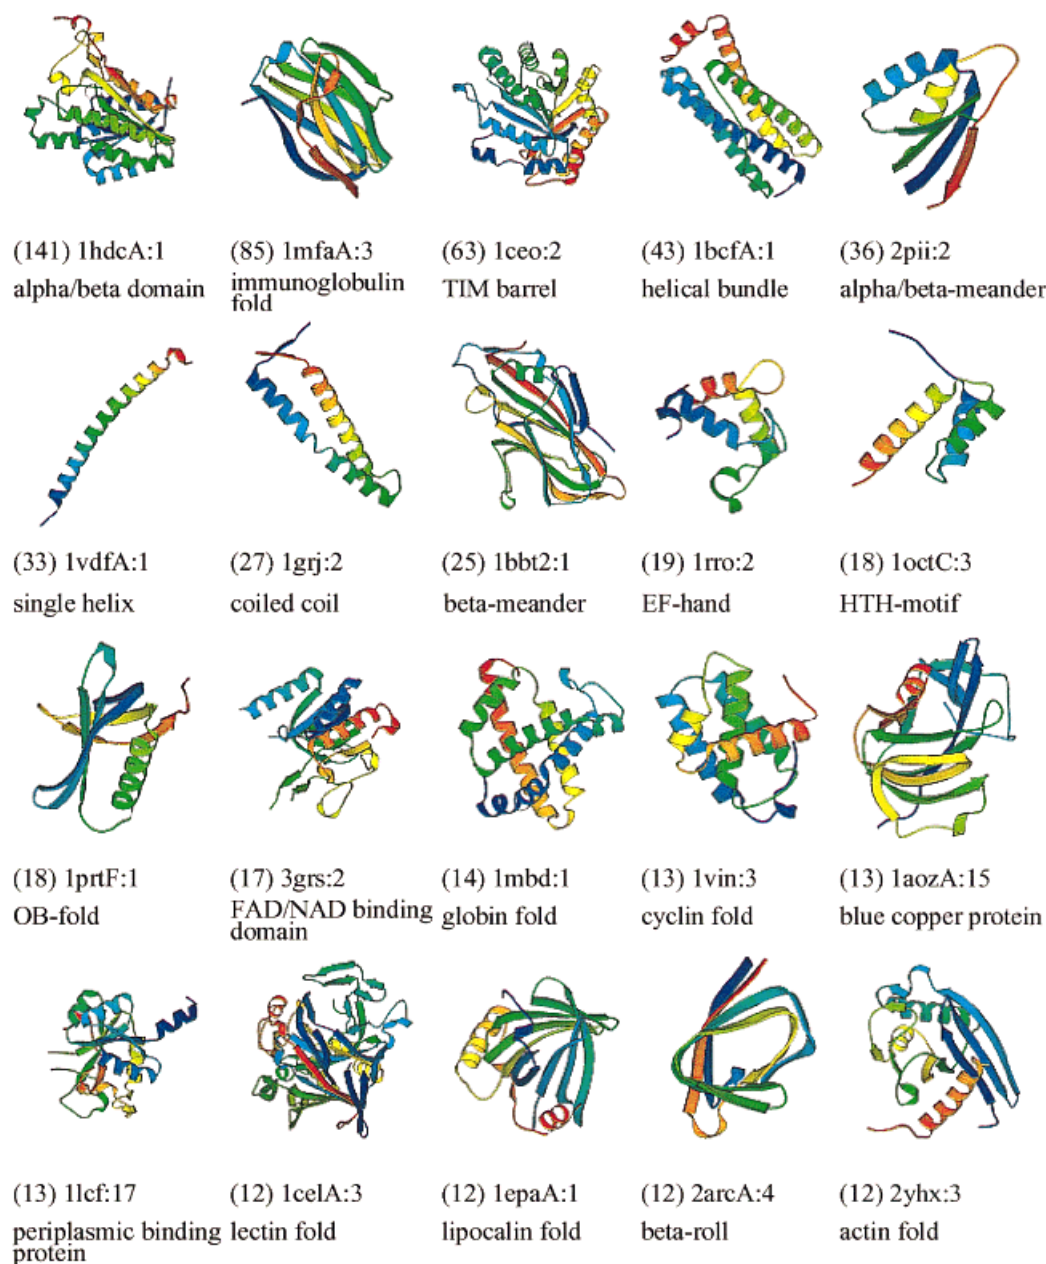 (141) 1hdcA:1
alpha/beta domain
(85) 1mfaA:3
immunoglobulin
fold
(63) 1ceo:2
TIM barrel
(43) 1bcfA:1
helical bundle
(36) 2pii:2
alpha/beta-meander
(33) 1vdfA:1
single helix
(27) 1grj:2
coiled coil
(25) 1bbt2:1
beta-meander
(19) 1rro:2
EF-hand
(18) 1octC:3
HTH-motif
(18) 1prtF:1
OB-fold
(17) 3grs:2
FAD/NAD binding
domain
(14) 1mbd:1
globin fold
(13) 1vin:3
cyclin fold
(13) 1aozA:15
blue copper protein
(13) 1lcf:17
periplasmic binding
protein
(12) 1celA:3
lectin fold
(12) 1epaA:1
lipocalin fold
(12) 2arcA:4
beta-roll
(12) 2yhx:3
actin fold